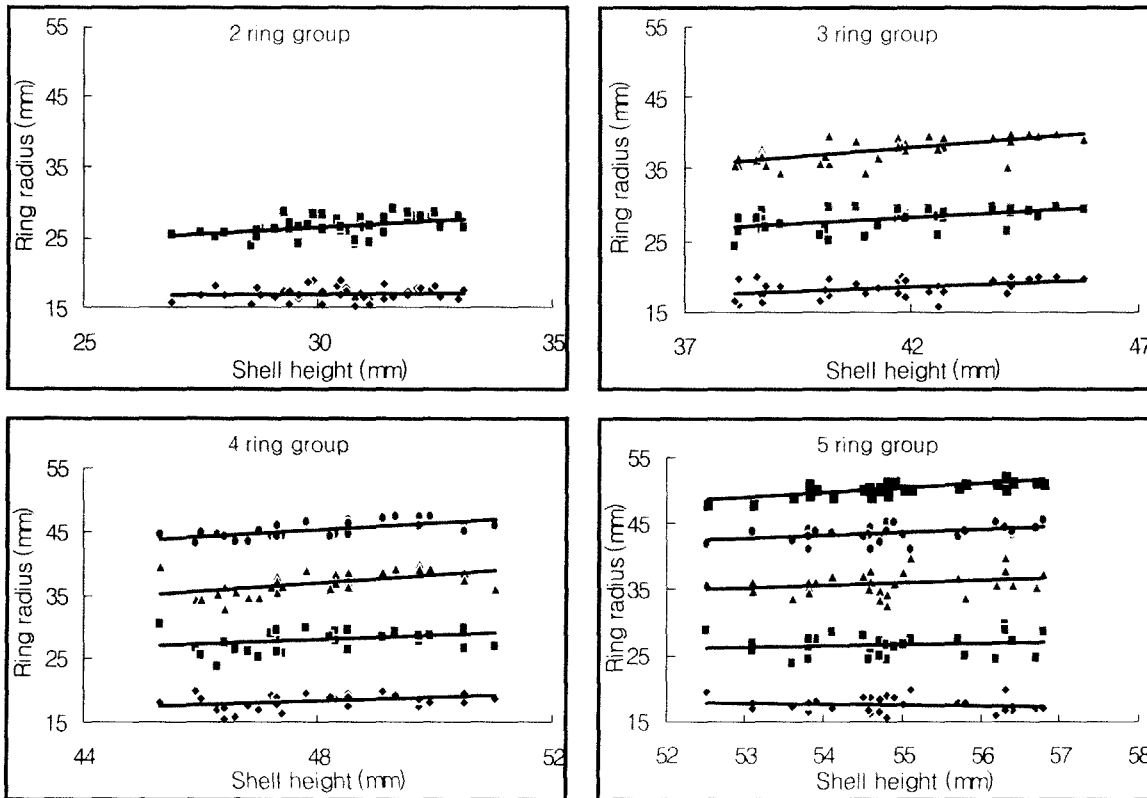 2 ring group
55
45
35
25
15
Ring radius (mm)
25 30 35
Shell height (mm)
3 ring group
55
45
35
25
15
Ring radius (mm)
37 42 47
Shell height (mm)
4 ring group
55
45
35
25
15
Ring radius (mm)
44 48 52
Shell height (mm)
5 ring group
55
45
35
25
15
Ring radius (mm)
52 53 54 55 56 57 58
Shell height (mm)